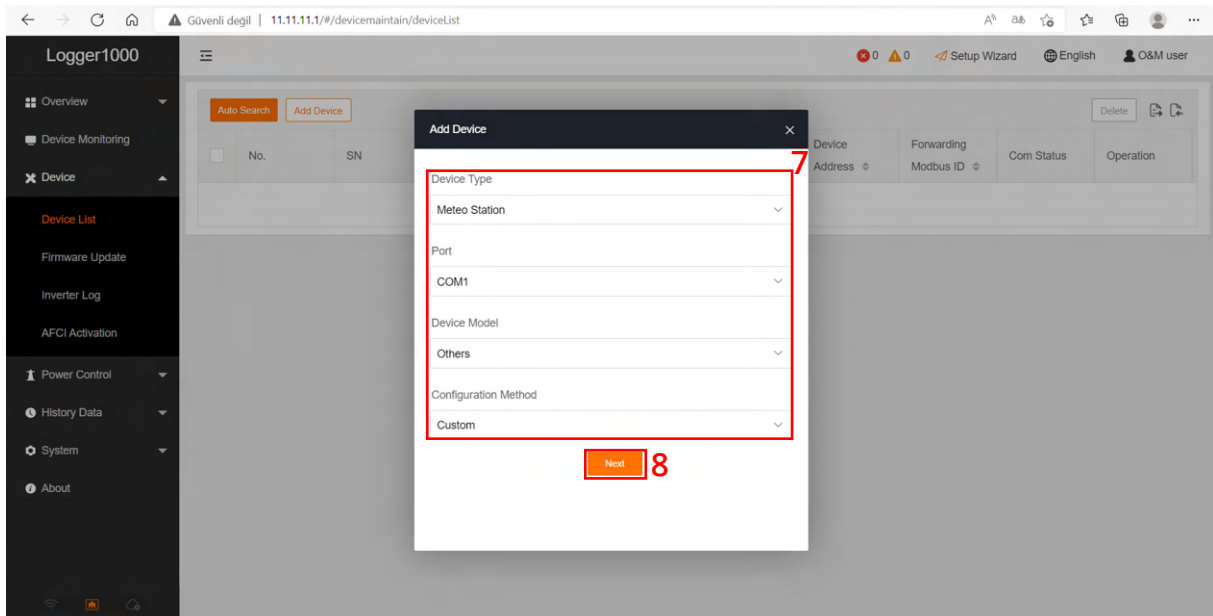 Güvenli değil | 11.11.11.1/#/devicemaintain/deviceList
Logger1000
0 0 Setup Wizard English O&M user
Overview
Device Monitoring
Device
Device List
Firmware Update
Inverter Log
AFCI Activation
Power Control
History Data
System
About
Auto Search Add Device Delete
No. SN Device Address Forwarding Modbus ID Com Status Operation
Add Device
7
Device Type
Meteo Station
Port
COM1
Device Model
Others
Configuration Method
Custom
Next 8